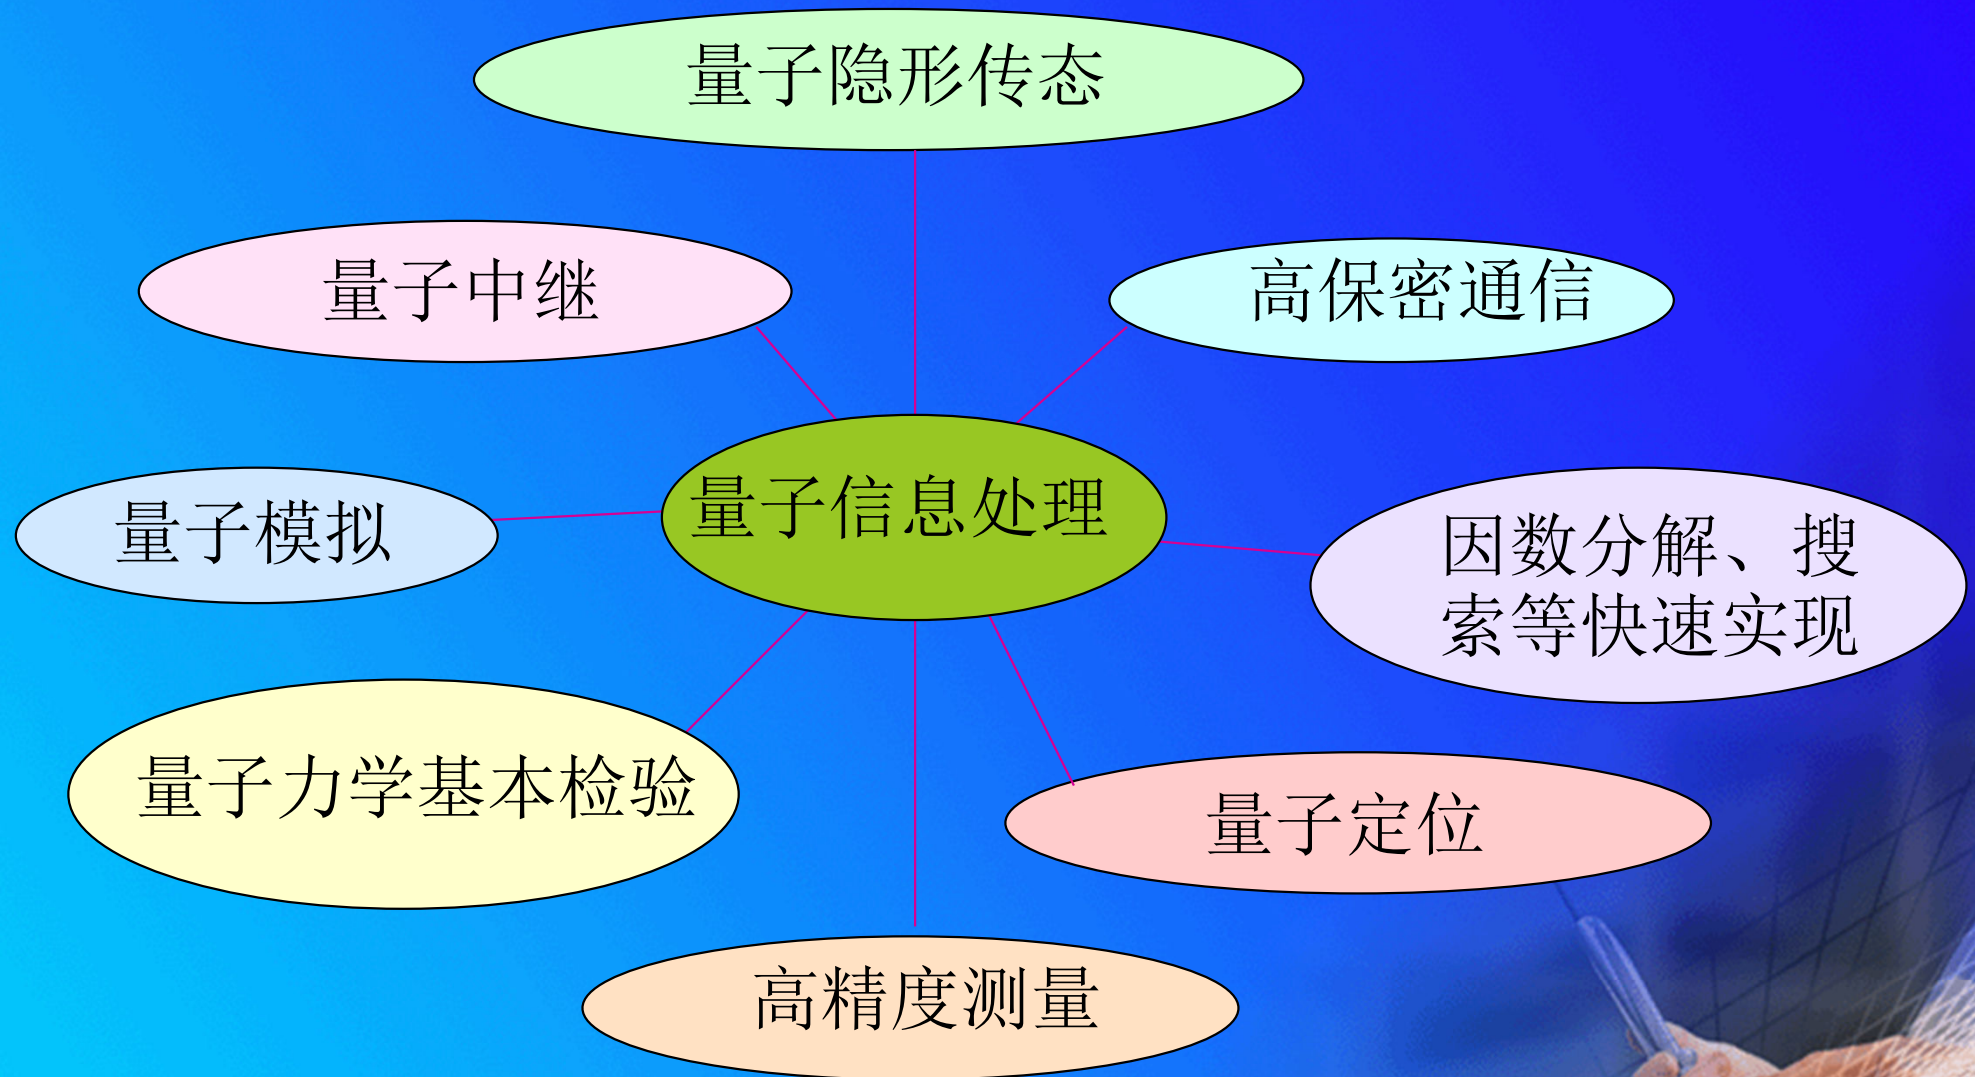 量子隐形传态
量子中继
高保密通信
量子信息处理
量子模拟
因数分解、搜
索等快速实现
量子力学基本检验
量子定位
高精度测量